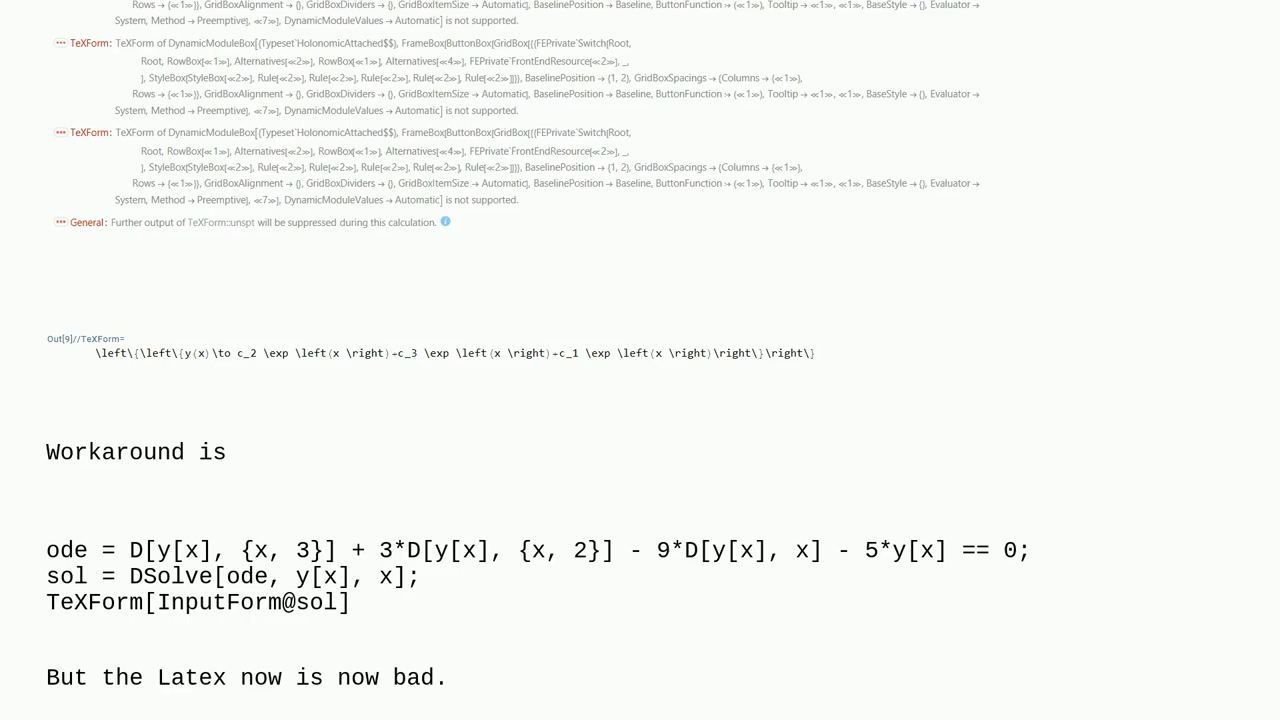 Rows → {≪1≫}}, GridBoxAlignment → {}, GridBoxDividers → {}, GridBoxItemSize → Automatic], BaselinePosition → Baseline, ButtonFunction :→ (≪1≫), Tooltip → ≪1≫, ≪1≫, BaseStyle → {}, Evaluator →
System, Method → Preemptive], ≪7≫], DynamicModuleValues → Automatic] is not supported.
••• TeXForm: TeXForm of DynamicModuleBox[{Typeset`HolonomicAttached$$}, FrameBox[ButtonBox[GridBox[{{FEPrivate`Switch[Root,
Root, RowBox[≪1≫], Alternatives[≪2≫], RowBox[≪1≫], Alternatives[≪4≫], FEPrivate`FrontEndResource[≪2≫], _,
], StyleBox[StyleBox[≪2≫], Rule[≪2≫], Rule[≪2≫], Rule[≪2≫], Rule[≪2≫], Rule[≪2≫]]}}, BaselinePosition → {1, 2}, GridBoxSpacings → {Columns → {≪1≫},
Rows → {≪1≫}}, GridBoxAlignment → {}, GridBoxDividers → {}, GridBoxItemSize → Automatic], BaselinePosition → Baseline, ButtonFunction :→ (≪1≫), Tooltip → ≪1≫, ≪1≫, BaseStyle → {}, Evaluator →
System, Method → Preemptive], ≪7≫], DynamicModuleValues → Automatic] is not supported.
••• TeXForm: TeXForm of DynamicModuleBox[{Typeset`HolonomicAttached$$}, FrameBox[ButtonBox[GridBox[{{FEPrivate`Switch[Root,
Root, RowBox[≪1≫], Alternatives[≪2≫], RowBox[≪1≫], Alternatives[≪4≫], FEPrivate`FrontEndResource[≪2≫], _,
], StyleBox[StyleBox[≪2≫], Rule[≪2≫], Rule[≪2≫], Rule[≪2≫], Rule[≪2≫], Rule[≪2≫]]}}, BaselinePosition → {1, 2}, GridBoxSpacings → {Columns → {≪1≫},
Rows → {≪1≫}}, GridBoxAlignment → {}, GridBoxDividers → {}, GridBoxItemSize → Automatic], BaselinePosition → Baseline, ButtonFunction :→ (≪1≫), Tooltip → ≪1≫, ≪1≫, BaseStyle → {}, Evaluator →
System, Method → Preemptive], ≪7≫], DynamicModuleValues → Automatic] is not supported.
••• General: Further output of TeXForm::unspt will be suppressed during this calculation.
Out[9]//TeXForm=
\left\{\left\{y(x)\to c_2 \exp \left(x \right)+c_3 \exp \left(x \right)+c_1 \exp \left(x \right)\right\}\right\}
Workaround is
ode = D[y[x], {x, 3}] + 3*D[y[x], {x, 2}] - 9*D[y[x], x] - 5*y[x] == 0;
sol = DSolve[ode, y[x], x];
TeXForm[InputForm@sol]
But the Latex now is now bad.